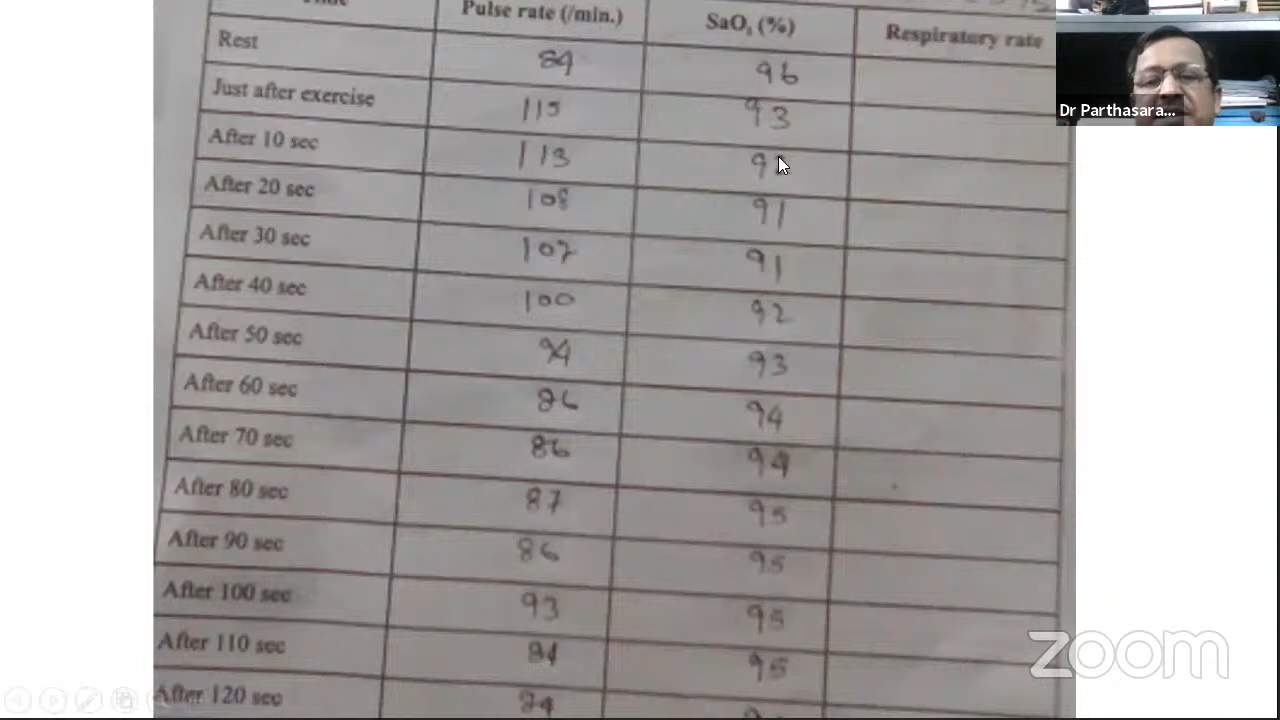 Pulse rate (/min.) SaO₂ (%) Respiratory rate
Rest 84 96
Just after exercise 115 93
After 10 sec 113
After 20 sec 108 91
After 30 sec 107 91
After 40 sec 100 92
After 50 sec 94 93
After 60 sec 86 94
After 70 sec 86 94
After 80 sec 87 95
After 90 sec 86 95
After 100 sec 93 95
After 110 sec 84 95
After 120 sec
Dr Parthasara...
zoom